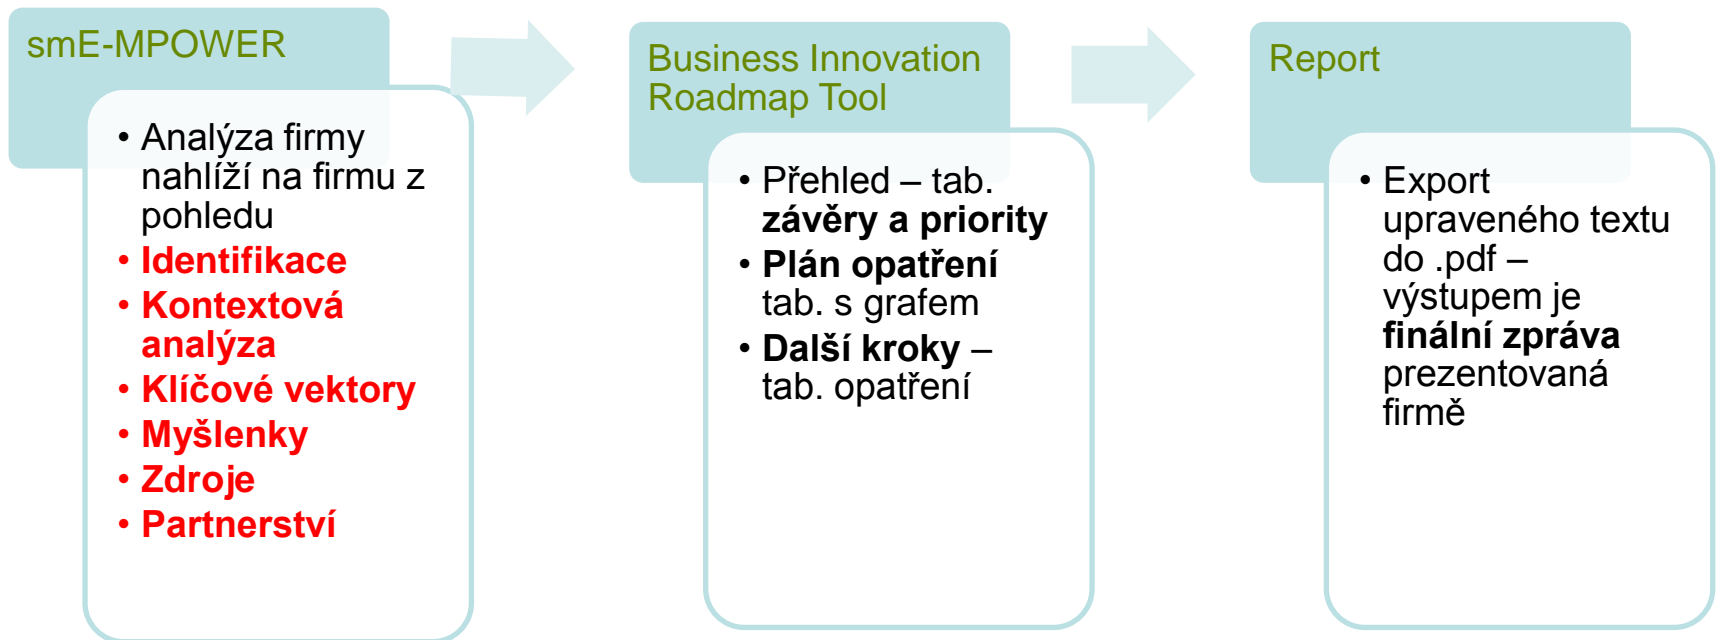 smE-MPOWER
• Analýza firmy
nahlíží na firmu z
pohledu
• Identifikace
• Kontextová
analýza
• Klíčové vektory
• Myšlenky
• Zdroje
• Partnerství
Business Innovation
Roadmap Tool
• Přehled – tab.
závěry a priority
• Plán opatření
tab. s grafem
• Další kroky –
tab. opatření
Report
• Export
upraveného textu
do .pdf –
výstupem je
finální zpráva
prezentovaná
firmě